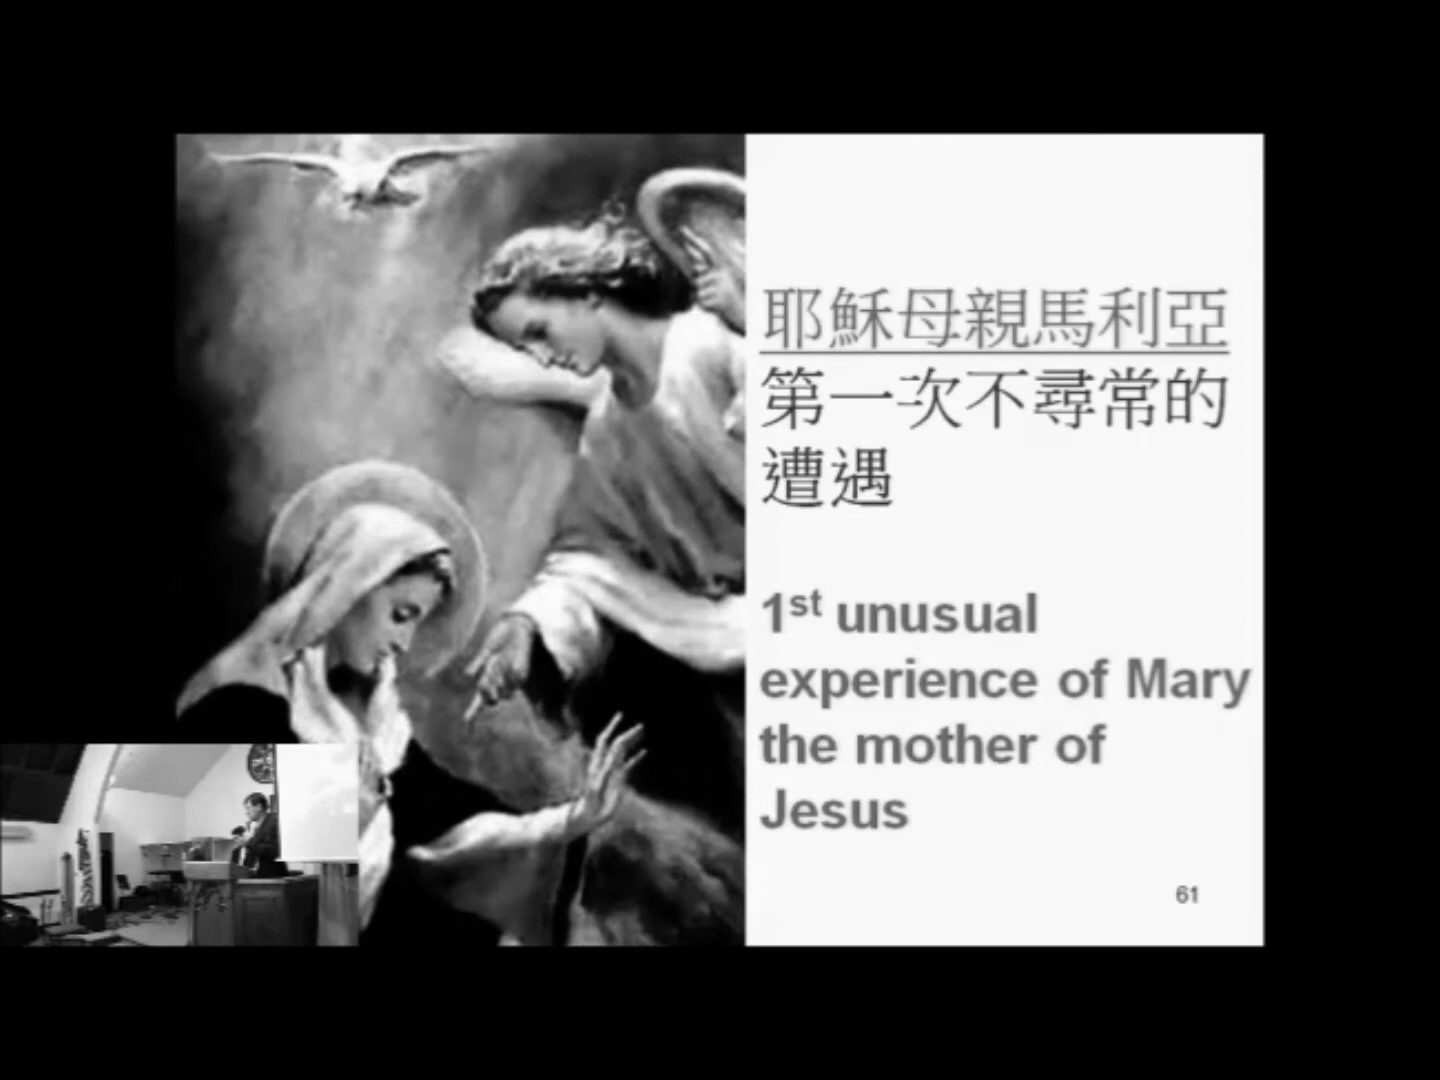 耶穌母親馬利亞
第一次不尋常的
遭遇
1st unusual
experience of Mary
the mother of
Jesus
61